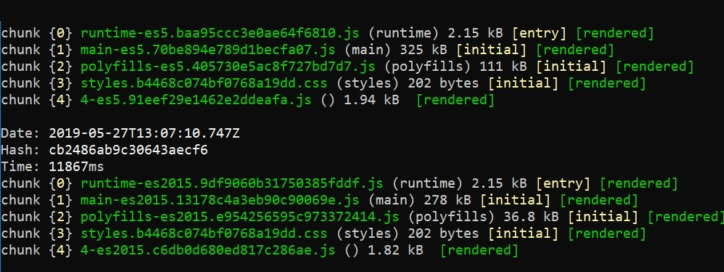 chunk {0} runtime-es5.baa95ccc3e0ae64f6810.js (runtime) 2.15 kB [entry] [rendered]
chunk {1} main-es5.70be894e789d1becfa07.js (main) 325 kB [initial] [rendered]
chunk {2} polyfills-es5.405730e5ac8f727bd7d7.js (polyfills) 111 kB [initial] [rendered]
chunk {3} styles.b4468c074bf0768a19dd.css (styles) 202 bytes [initial] [rendered]
chunk {4} 4-es5.91eef29e1462e2ddeafa.js () 1.94 kB  [rendered]
Date: 2019-05-27T13:07:10.747Z
Hash: cb2486ab9c30643aecf6
Time: 11867ms
chunk {0} runtime-es2015.9df9060b31750385fddf.js (runtime) 2.15 kB [entry] [rendered]
chunk {1} main-es2015.13178c4a3eb90c90069e.js (main) 278 kB [initial] [rendered]
chunk {2} polyfills-es2015.e954256595c973372414.js (polyfills) 36.8 kB [initial] [rendered]
chunk {3} styles.b4468c074bf0768a19dd.css (styles) 202 bytes [initial] [rendered]
chunk {4} 4-es2015.c6db0d680ed817c286ae.js () 1.82 kB  [rendered]